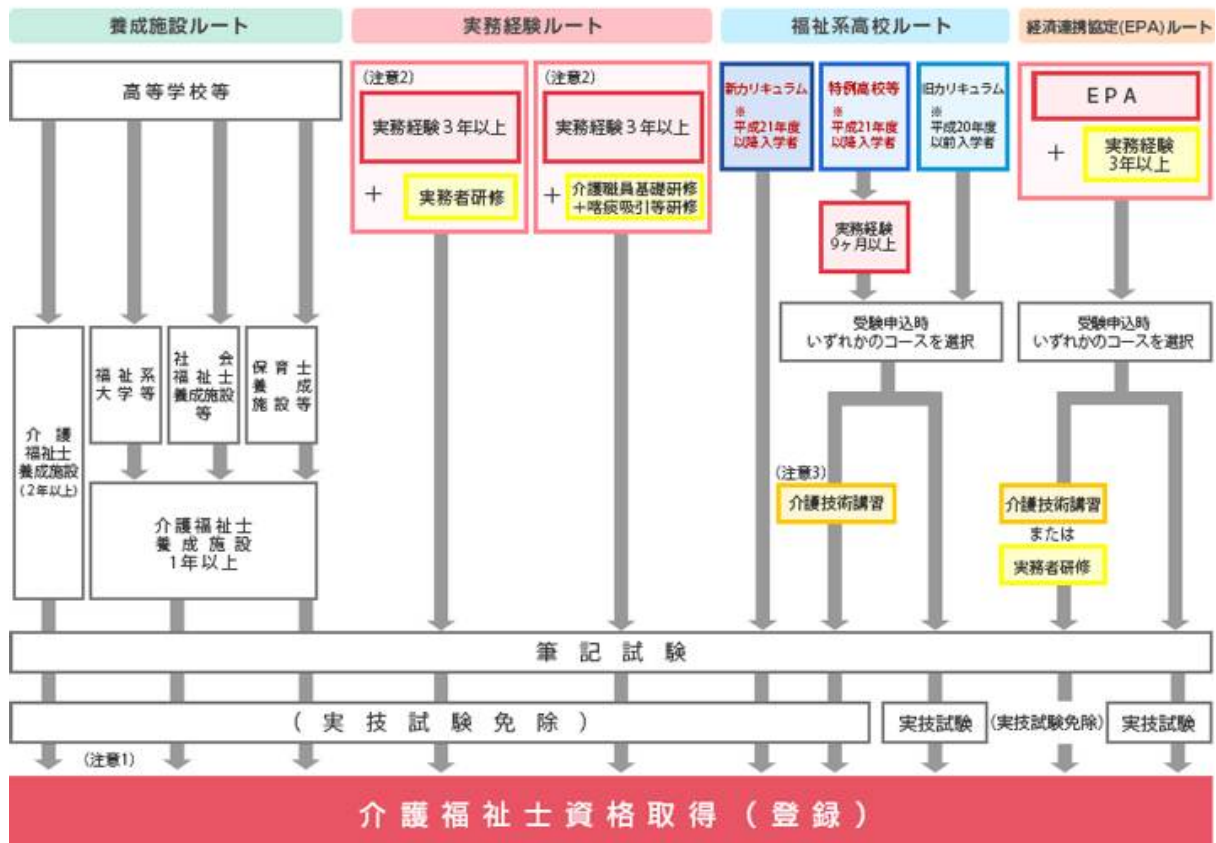 養成施設ルート
実務経験ルート
福祉系高校ルート
経済連携協定(EPA)ルート
高等学校等
(注意2)
実務経験3年以上
+
実務者研修
(注意2)
実務経験3年以上
+
介護職員基礎研修
+喀痰吸引等研修
新カリキュラム
※
平成21年度
以降入学者
特例高校等
※
平成21年度
以降入学者
旧カリキュラム
※
平成20年度
以前入学者
EPA
+
実務経験
3年以上
実務経験
9ヶ月以上
受験申込時
いずれかのコースを選択
受験申込時
いずれかのコースを選択
介護
福祉士
養成施設
(2年以上)
福祉系
大学等
社会
福祉士
養成施設
等
保育士
養成
施設等
介護福祉士
養成施設
1年以上
(注意3)
介護技術講習
介護技術講習
または
実務者研修
筆記試験
(実技試験免除)
実技試験
(実技試験免除)
実技試験
(注意1)
介護福祉士資格取得(登録)